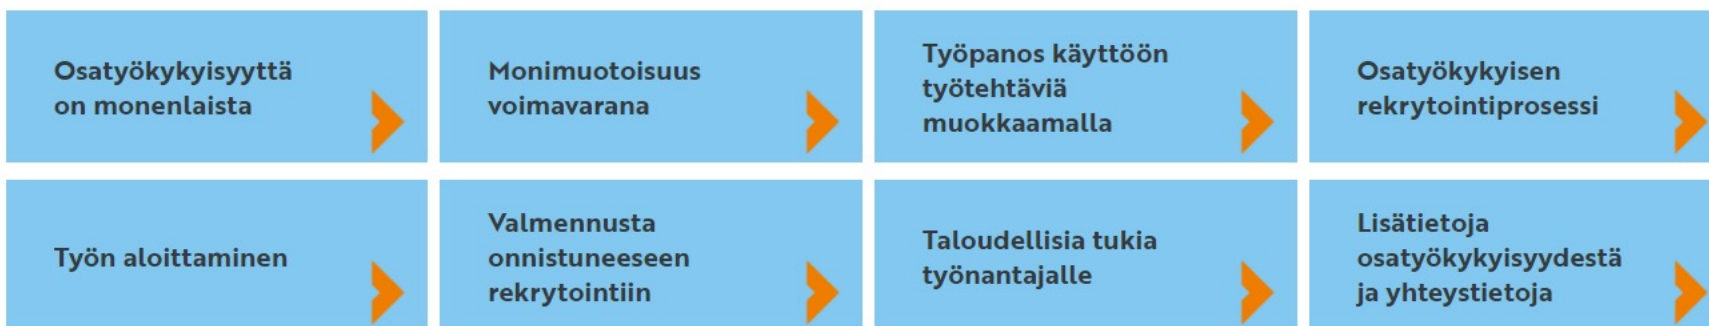 Osatyökykyisyyttä
on monenlaista
Monimuotoisuus
voimavarana
Työpanos käyttöön
työtehtäviä
muokkaamalla
Osatyökykyisen
rekrytointiprosessi
Työn aloittaminen
Valmennusta
onnistuneeseen
rekrytointiin
Taloudellisia tukia
työnantajalle
Lisätietoja
osatyökykyisyydestä
ja yhteystietoja